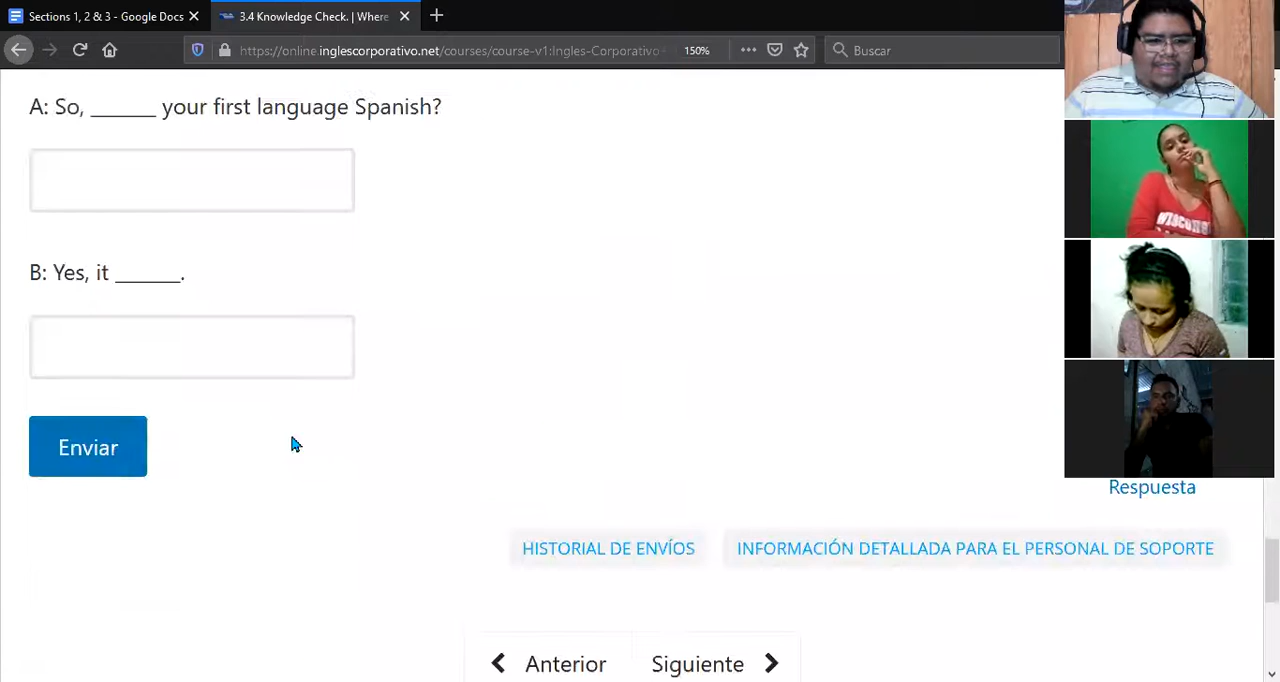 Sections 1, 2 & 3 - Google Docs
3.4 Knowledge Check. | Where
https://online.inglescorporativo.net/courses/course-v1:Ingles-Corporativo
150%
Buscar
A: So, ______ your first language Spanish?
B: Yes, it ______.
Enviar
Respuesta
HISTORIAL DE ENVÍOS
INFORMACIÓN DETALLADA PARA EL PERSONAL DE SOPORTE
Anterior
Siguiente